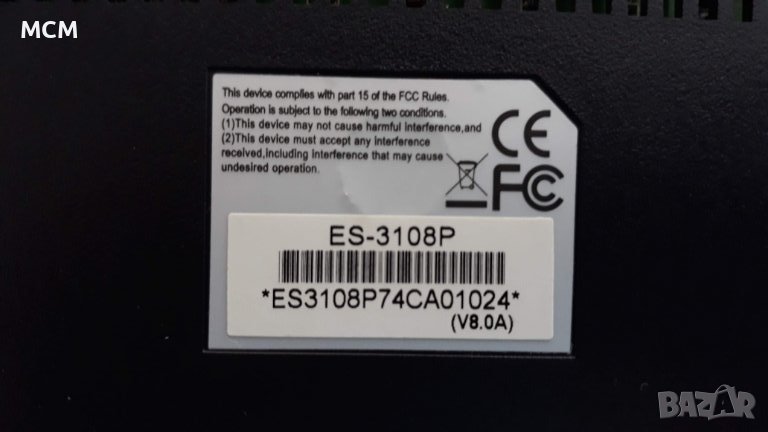 MCM
This device complies with part 15 of the FCC Rules.
Operation is subject to the following two conditions.
(1)This device may not cause harmful interference,and
(2)This device must accept any interference
received,including interference that may cause
undesired operation.
CE
FC
ES-3108P
*ES3108P74CA01024*
(V8.0A)
BAZAR